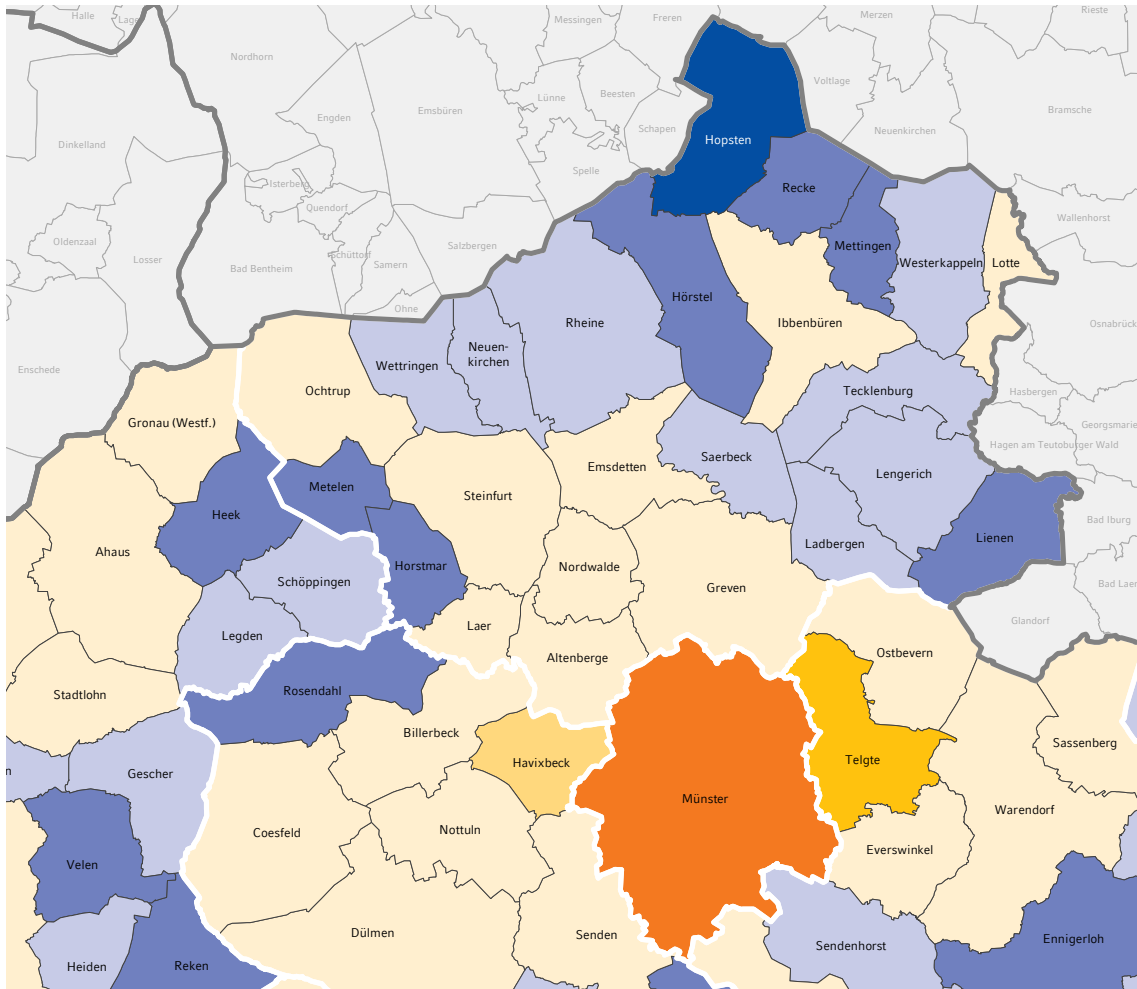 Halle
Lage
Messingen
Freren
Merzen
Rieste
Nordhorn
Voltlage
Lünne
Beesten
Engden
Emsbüren
Bramsche
Schapen
Neuenkirchen
Dinkelland
Hopsten
Spelle
Isterberg
Recke
Quendorf
Wallenhorst
Oldenzaal
Salzbergen
Mettingen
Losser
Schüttorf
Samern
Westerkappeln
Lotte
Bad Bentheim
Hörstel
Ohne
Rheine
Ibbenbüren
Osnabrück
Neuen-
kirchen
Wettringen
Enschede
Ochtrup
Tecklenburg
Hasbergen
Gronau (Westf.)
Georgsmarie
Hagen am Teutoburger Wald
Saerbeck
Emsdetten
Lengerich
Metelen
Steinfurt
Heek
Bad Iburg
Lienen
Ladbergen
Ahaus
Horstmar
Nordwalde
Schöppingen
Bad Laer
Greven
Glandorf
Laer
Legden
Ostbevern
Altenberge
Rosendahl
Stadtlohn
Billerbeck
Sassenberg
Telgte
Havixbeck
n
Gescher
Münster
Warendorf
Nottuln
Coesfeld
Everswinkel
Velen
Dülmen
Senden
Ennigerloh
Sendenhorst
Heiden
Reken